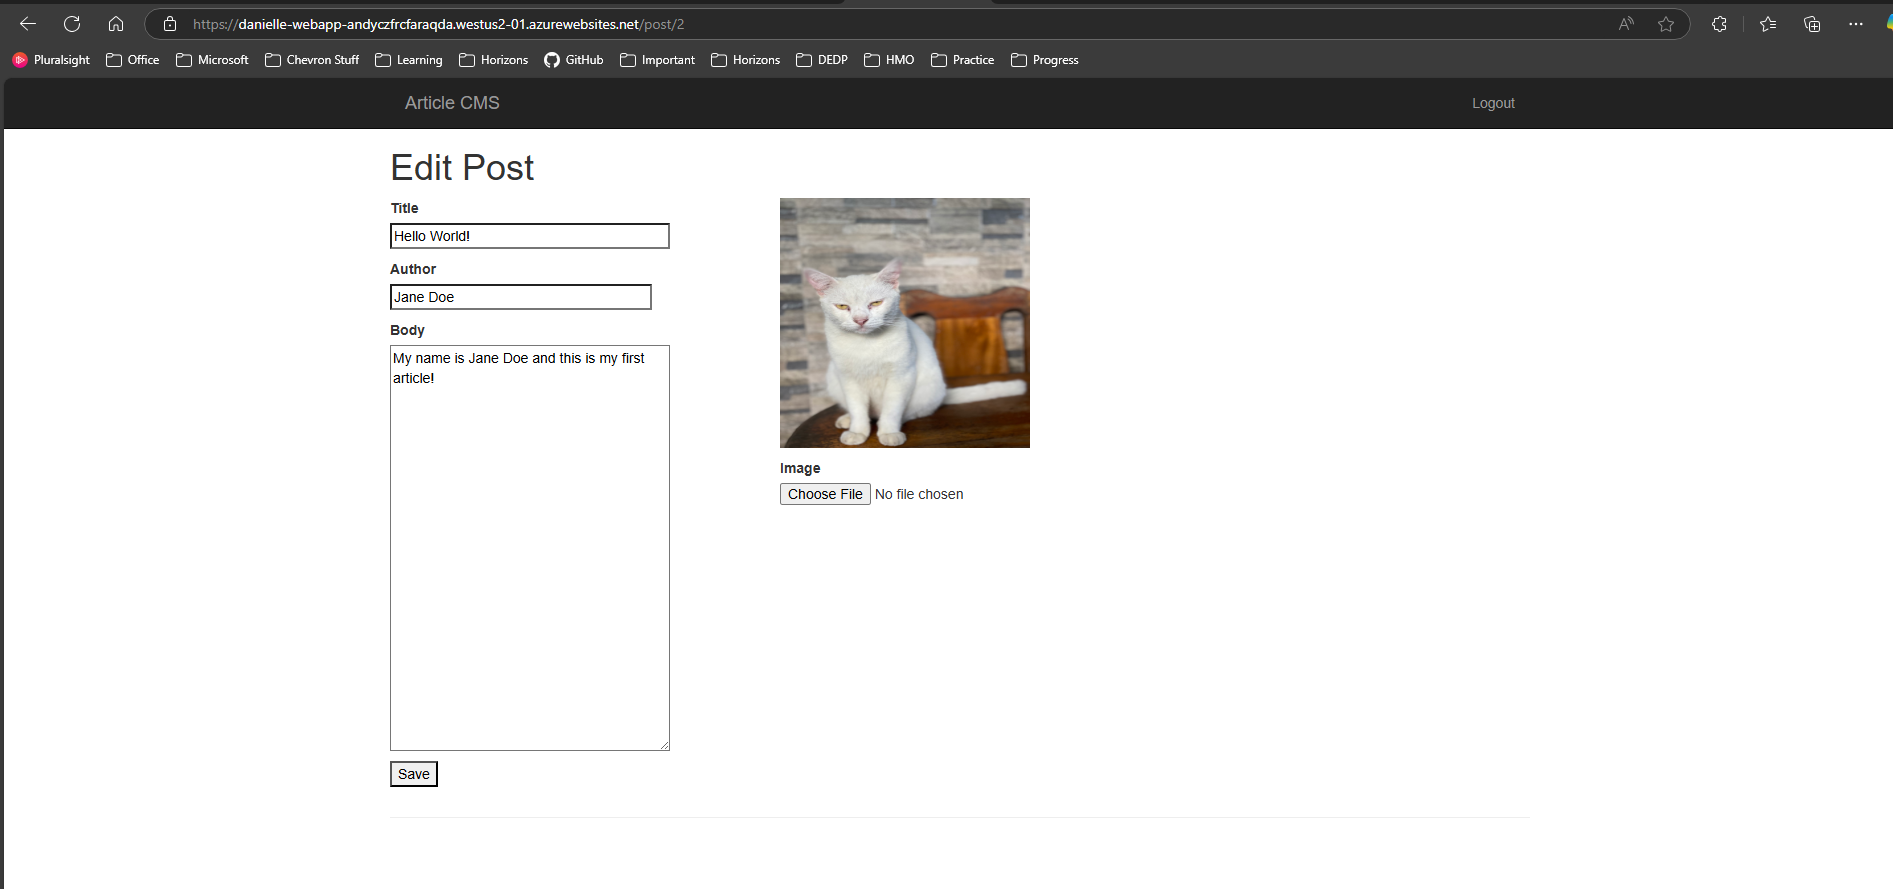 https://danielle-webapp-andyczfrcfaraqda.westus2-01.azurewebsites.net/post/2
Pluralsight Office Microsoft Chevron Stuff Learning Horizons GitHub Important Horizons DEDP HMO Practice Progress
Article CMS Logout
Edit Post
Title
Hello World!
Author
Jane Doe
Body
My name is Jane Doe and this is my first
article!
Image
Choose File No file chosen
Save